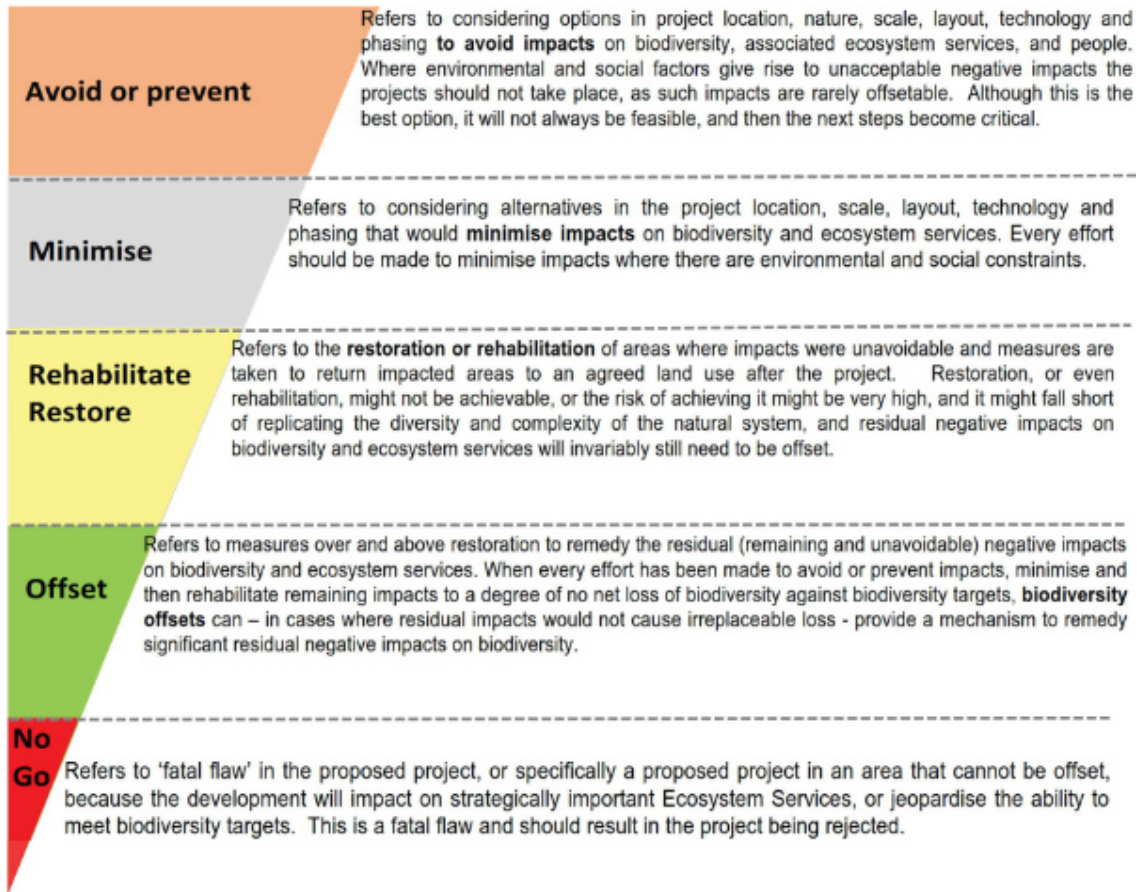 Refers to considering options in project location, nature, scale, layout, technology and
phasing to avoid impacts on biodiversity, associated ecosystem services, and people.
Where environmental and social factors give rise to unacceptable negative impacts the
projects should not take place, as such impacts are rarely offsetable. Although this is the
best option, it will not always be feasible, and then the next steps become critical.
Avoid or prevent
Refers to considering alternatives in the project location, scale, layout, technology and
phasing that would minimise impacts on biodiversity and ecosystem services. Every effort
should be made to minimise impacts where there are environmental and social constraints.
Minimise
Refers to the restoration or rehabilitation of areas where impacts were unavoidable and measures are
taken to return impacted areas to an agreed land use after the project. Restoration, or even
rehabilitation, might not be achievable, or the risk of achieving it might be very high, and it might fall short
of replicating the diversity and complexity of the natural system, and residual negative impacts on
biodiversity and ecosystem services will invariably still need to be offset.
Rehabilitate
Restore
Refers to measures over and above restoration to remedy the residual (remaining and unavoidable) negative impacts
on biodiversity and ecosystem services. When every effort has been made to avoid or prevent impacts, minimise and
then rehabilitate remaining impacts to a degree of no net loss of biodiversity against biodiversity targets, biodiversity
offsets can – in cases where residual impacts would not cause irreplaceable loss - provide a mechanism to remedy
significant residual negative impacts on biodiversity.
Offset
No
Go
Refers to ‘fatal flaw’ in the proposed project, or specifically a proposed project in an area that cannot be offset,
because the development will impact on strategically important Ecosystem Services, or jeopardise the ability to
meet biodiversity targets. This is a fatal flaw and should result in the project being rejected.